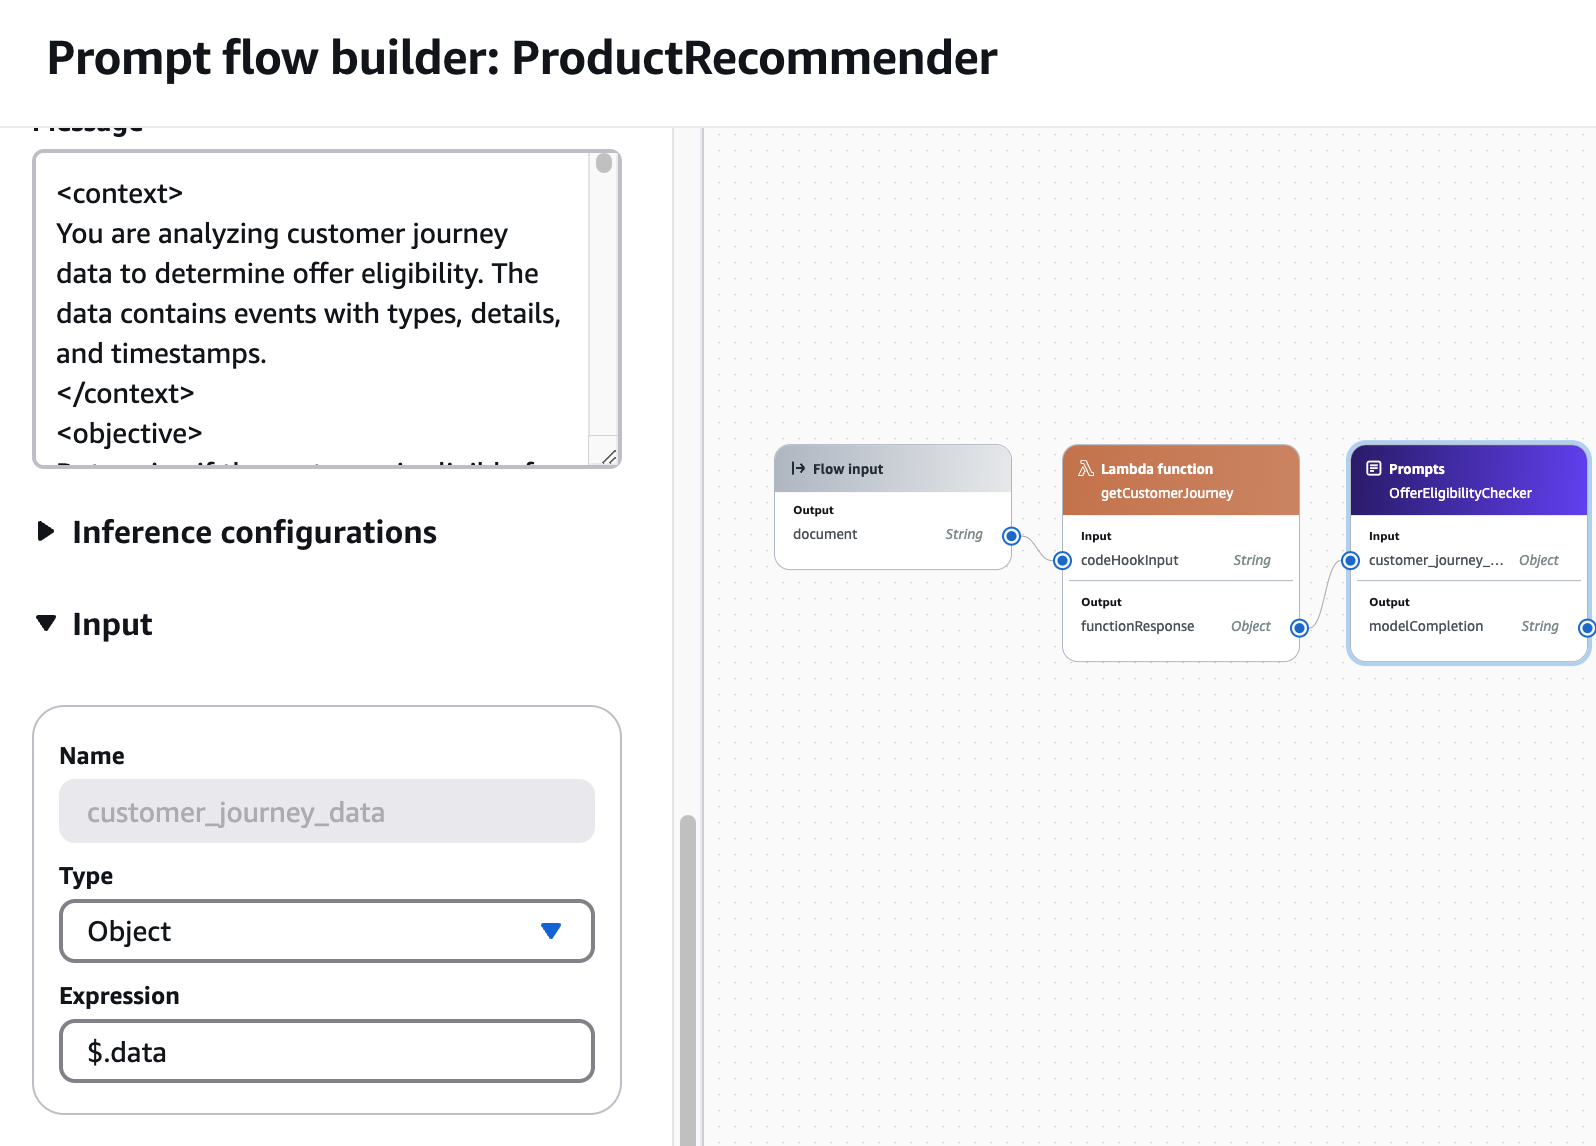 Prompt flow builder: ProductRecommender
Message
<context>
You are analyzing customer journey
data to determine offer eligibility. The
data contains events with types, details,
and timestamps.
</context>
<objective>
Inference configurations
Input
Name
customer_journey_data
Type
Object
Expression
$.data
Flow input
Output
document String
Lambda function
getCustomerJourney
Input
codeHookInput String
Output
functionResponse Object
Prompts
OfferEligibilityChecker
Input
customer_journey_... Object
Output
modelCompletion String